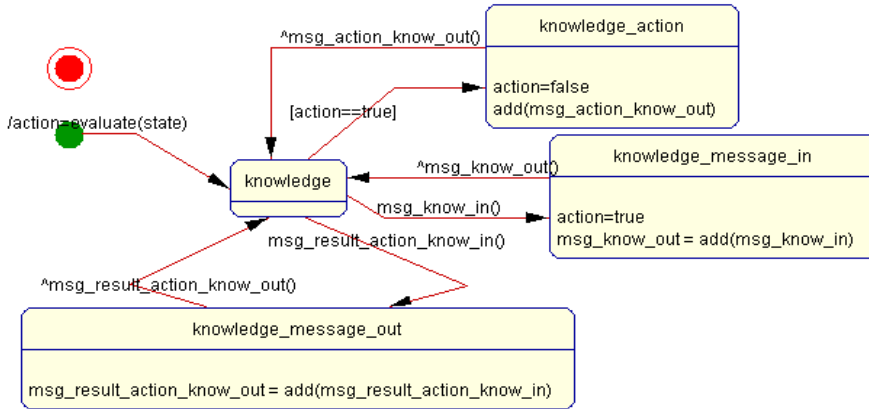 knowledge_action
^msg_action_know_out()
action=false
add(msg_action_know_out)
[action==true]
/action=evaluate(state)
knowledge_message_in
^msg_know_out()
knowledge
msg_know_in()
action=true
msg_know_out = add(msg_know_in)
msg_result_action_know_in()
^msg_result_action_know_out()
knowledge_message_out
msg_result_action_know_out = add(msg_result_action_know_in)